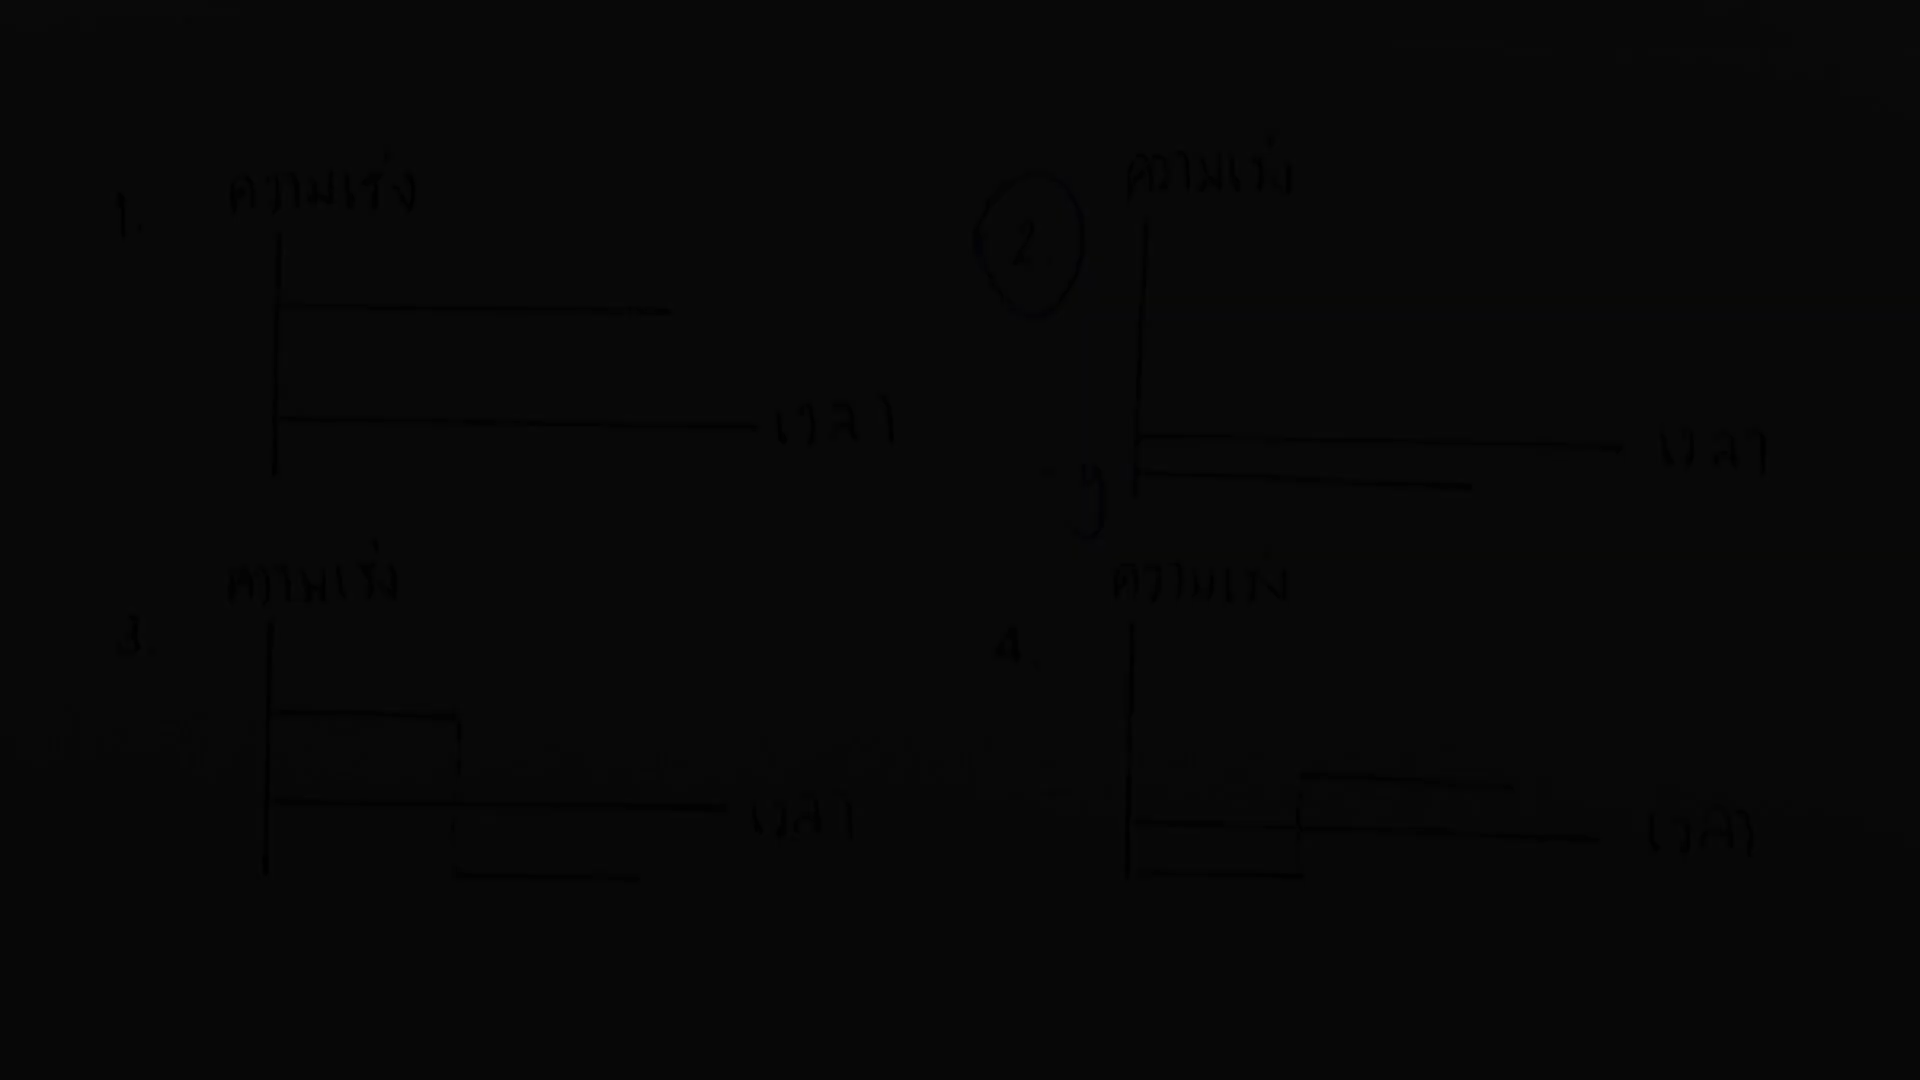 1. ความเร่ง
เวลา
2. ความเร่ง
เวลา
-g
3. ความเร่ง
เวลา
4. ความเร่ง
เวลา